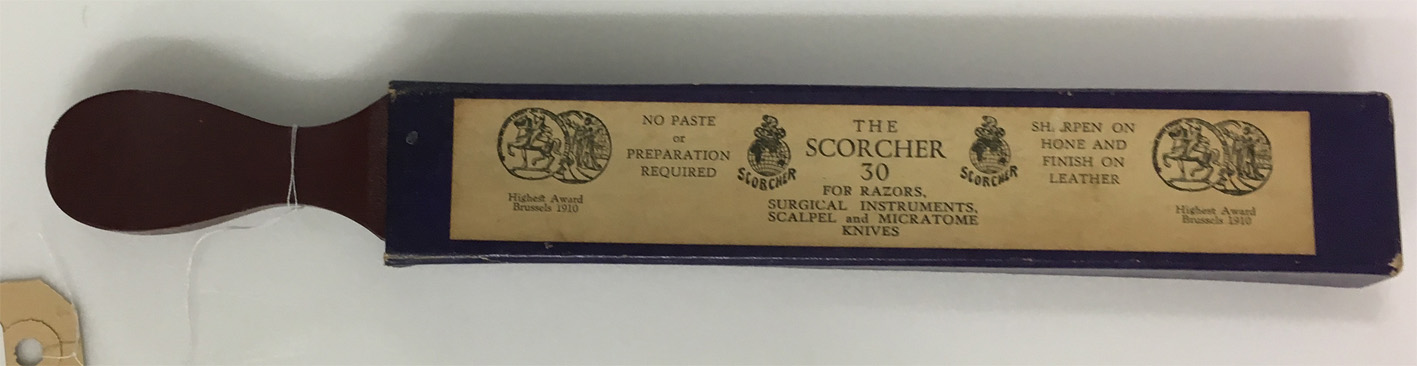 Highest Award
Brussels 1910
NO PASTE
or
PREPARATION
REQUIRED
SCORCHER
THE
SCORCHER
30
FOR RAZORS,
SURGICAL INSTRUMENTS,
SCALPEL and MICRATOME
KNIVES
SCORCHER
SH RPEN ON
HONE AND
FINISH ON
LEATHER
Highest Award
Brussels 1910